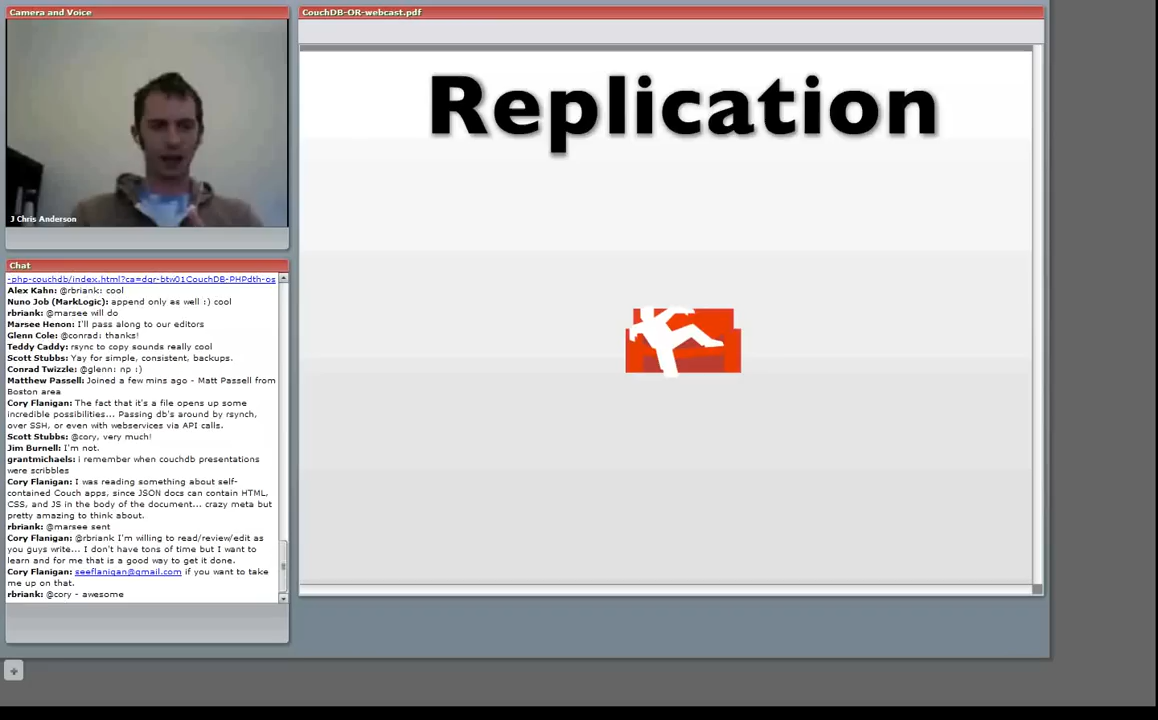 Camera and Voice
J Chris Anderson
Chat
-php-couchdb/index.html?ca=dgr-btw01CouchDB-PHPdth-os
Alex Kahn: @rbriank: cool
Nuno Job (MarkLogic): append only as well :) cool
rbriank: @marsee will do
Marsee Henon: I'll pass along to our editors
Glenn Cole: @conrad: thanks!
Teddy Caddy: rsync to copy sounds really cool
Scott Stubbs: Yay for simple, consistent, backups.
Conrad Twizzle: @glenn: np :)
Matthew Passell: Joined a few mins ago - Matt Passell from
Boston area
Cory Flanigan: The fact that it's a file opens up some
incredible possibilities... Passing db's around by rsynch,
over SSH, or even with webservices via API calls.
Scott Stubbs: @cory, very much!
Jim Burnell: I'm not.
grantmichaels: i remember when couchdb presentations
were scribbles
Cory Flanigan: I was reading something about self-
contained Couch apps, since JSON docs can contain HTML,
CSS, and JS in the body of the document... crazy meta but
pretty amazing to think about.
rbriank: @marsee sent
Cory Flanigan: @rbriank I'm willing to read/review/edit as
you guys write... I don't have tons of time but I want to
learn and for me that is a good way to get it done.
Cory Flanigan: seeflanigan@gmail.com if you want to take
me up on that.
rbriank: @cory - awesome
CouchDB-OR-webcast.pdf
Replication